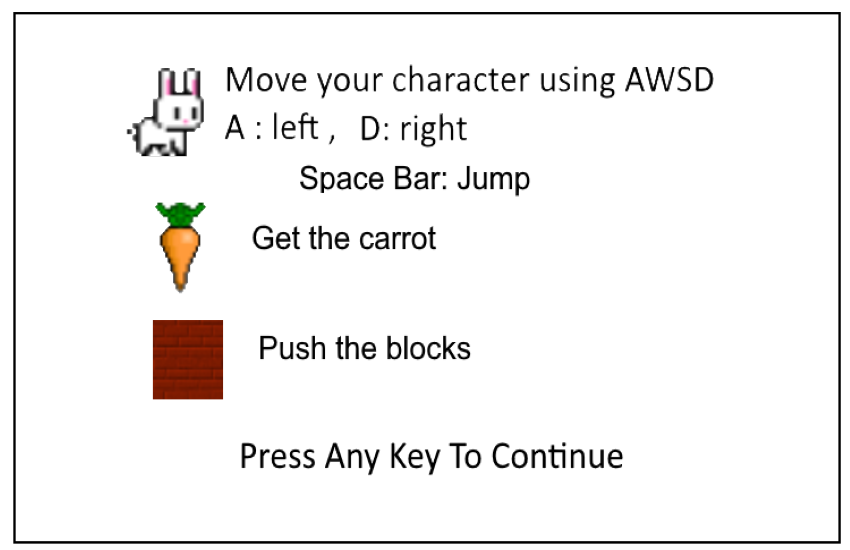 Move your character using AWSD
A : left , D: right
Space Bar: Jump
Get the carrot
Push the blocks
Press Any Key To Continue